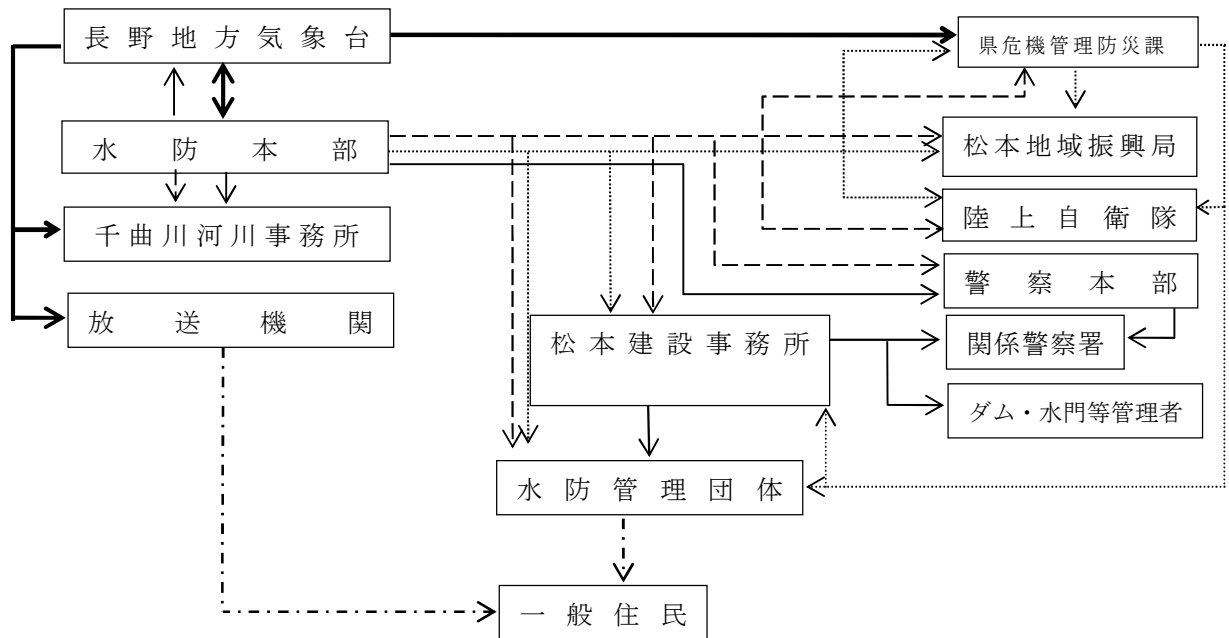 長野地方気象台
県危機管理防災課
水防本部
松本地域振興局
陸上自衛隊
千曲川河川事務所
警察本部
放送機関
松本建設事務所
関係警察署
ダム・水門等管理者
水防管理団体
一般住民